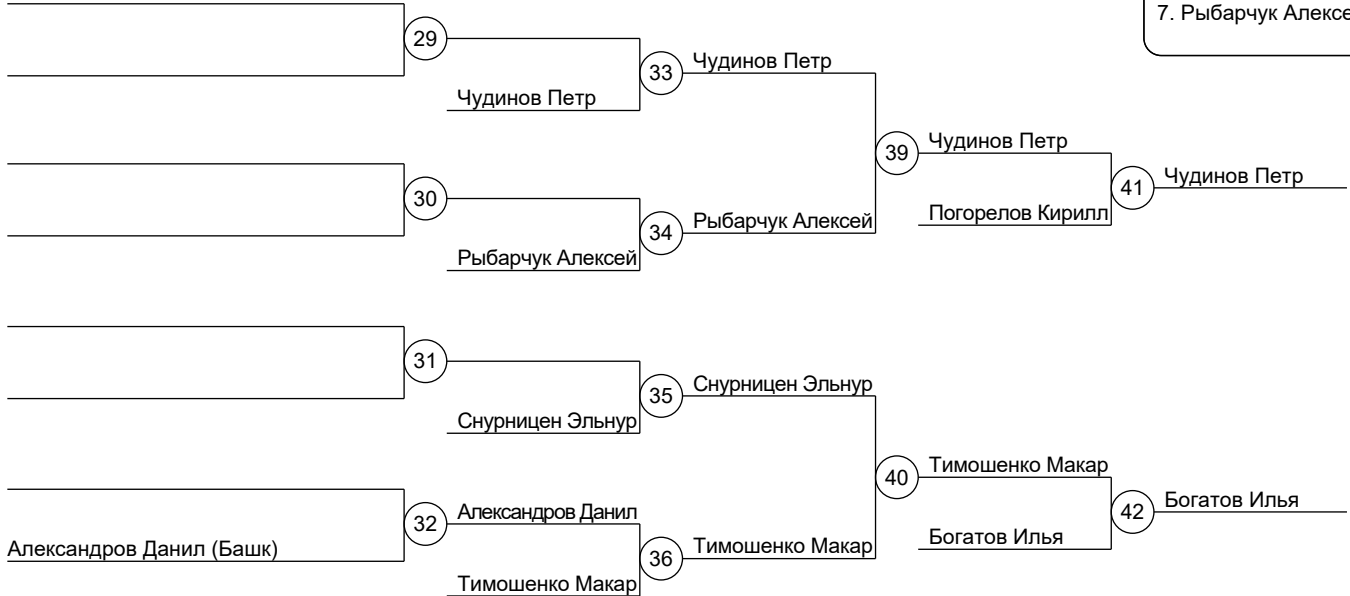 7. Рыбарчук
29
Чудинов Петр
33
Чудинов Петр
Чудинов Петр
39
Чудинов Петр
41
30
Рыбарчук Алексей
34
Погорелов Кирилл
Рыбарчук Алексей
31
Снурницен Эльнур
35
Снурницен Эльнур
Тимошенко Макар
40
Богатов Илья
42
Александров Данил
32
Александров Данил (Башк)
Тимошенко Макар
36
Богатов Илья
Тимошенко Макар